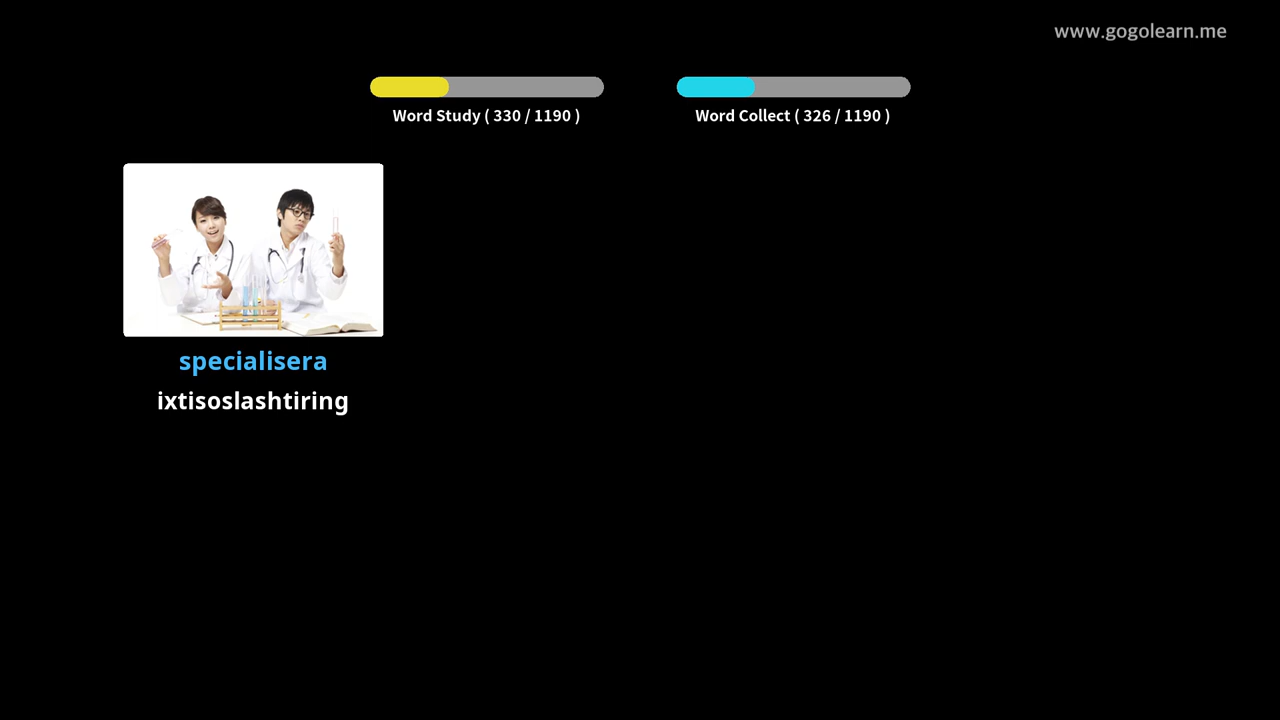 www.gogolearn.me
Word Study ( 330 / 1190 )
Word Collect ( 326 / 1190 )
specialisera
ixtisoslashtiring